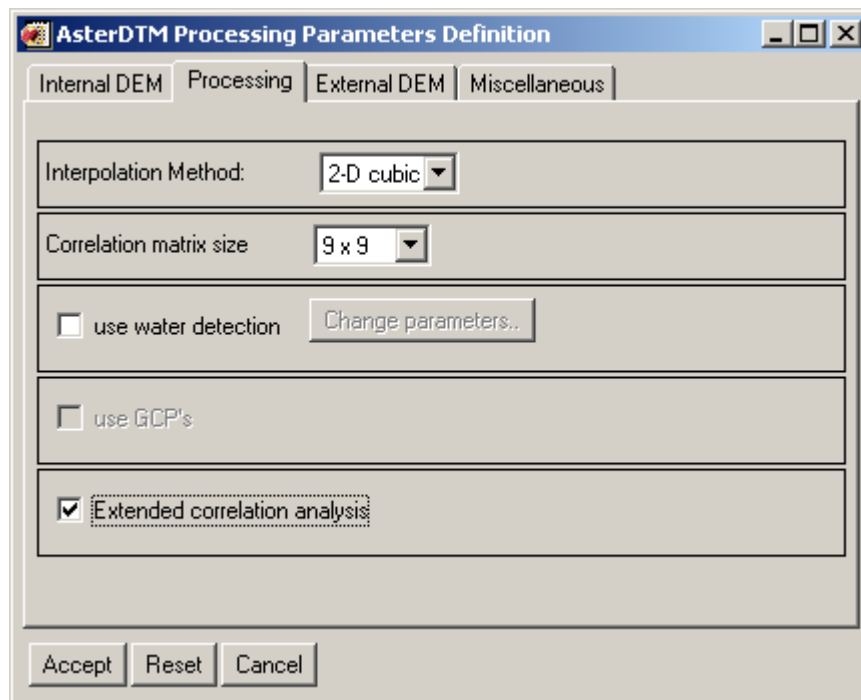 AsterDTM Processing Parameters Definition
Internal DEM Processing External DEM Miscellaneous
Interpolation Method: 2-D cubic
Correlation matrix size 9 x 9
use water detection Change parameters..
use GCP's
Extended correlation analysis
Accept Reset Cancel